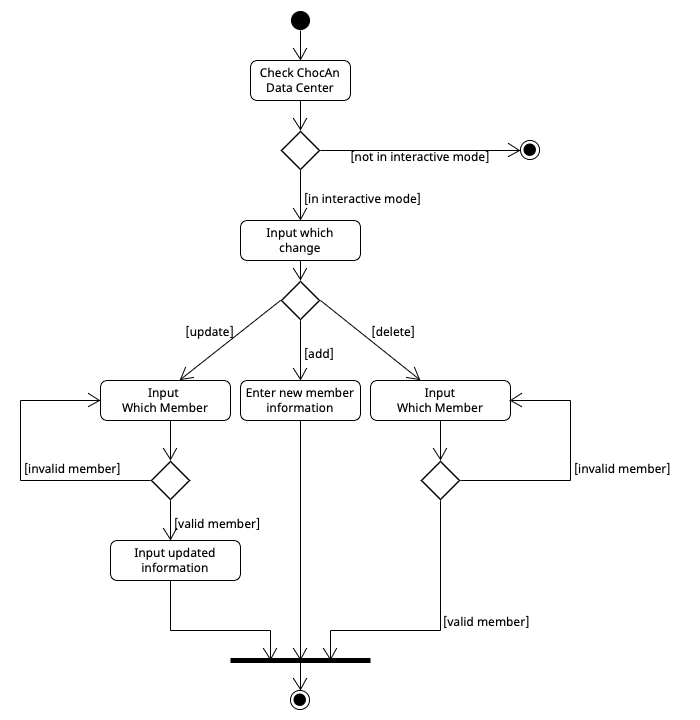 Check ChocAn
Data Center
[not in interactive mode]
[in interactive mode]
Input which
change
[update]
[add]
[delete]
Input
Which Member
Enter new member
information
Input
Which Member
[invalid member]
[invalid member]
[valid member]
Input updated
information
[valid member]